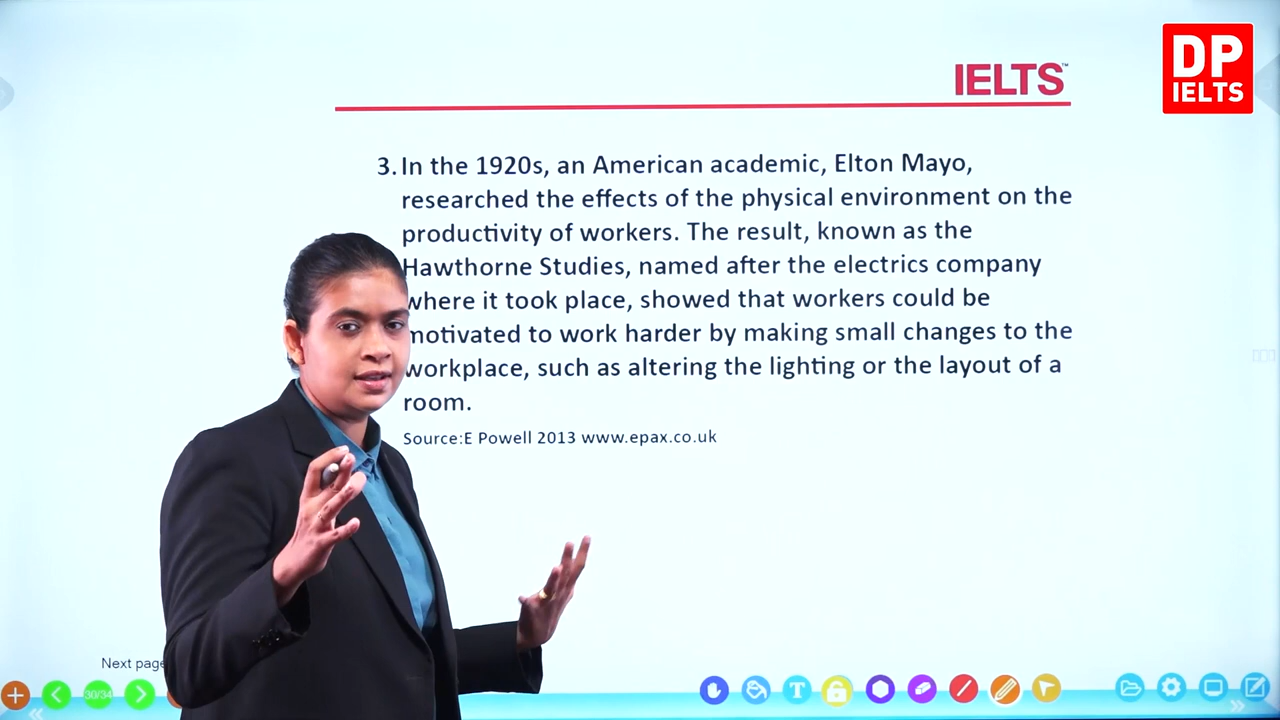 DP
IELTS
IELTS™
3. In the 1920s, an American academic, Elton Mayo,
researched the effects of the physical environment on the
productivity of workers. The result, known as the
Hawthorne Studies, named after the electrics company
where it took place, showed that workers could be
motivated to work harder by making small changes to the
workplace, such as altering the lighting or the layout of a
room.
Source:E Powell 2013 www.epax.co.uk
Next page
30/34
T